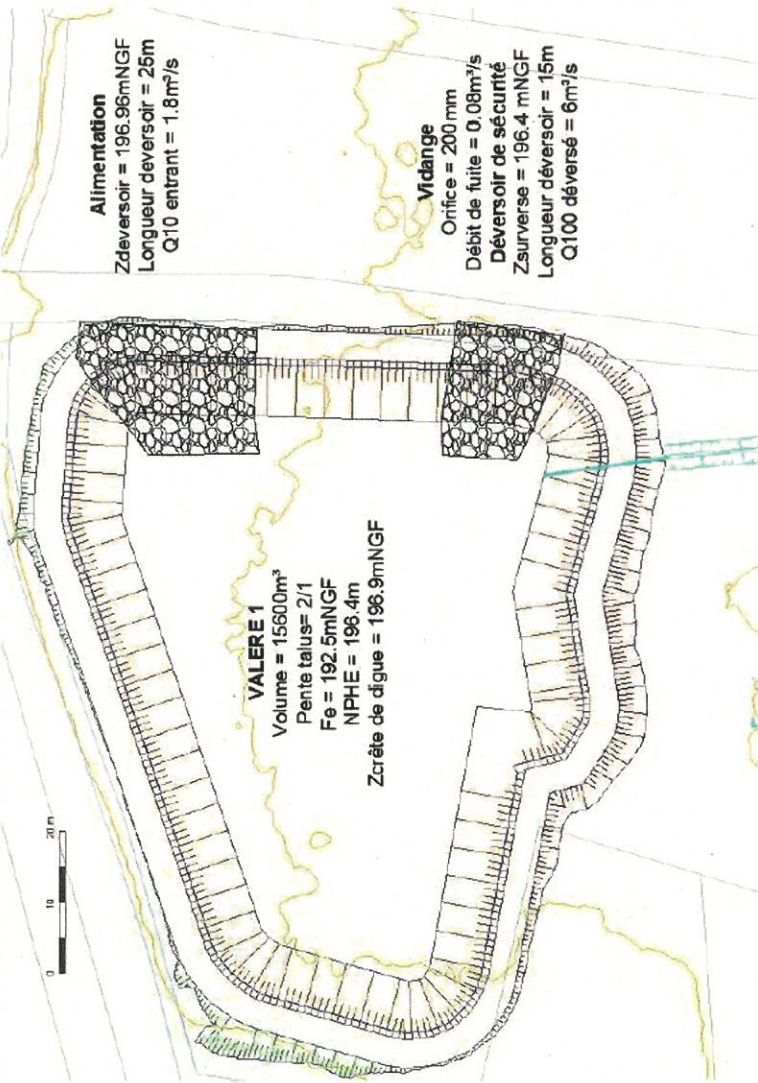 Alimentation
Zdeversoir = 196.96mNGF
Longueur deversoir = 25m
Q10 entrant = 1.8m³/s
Vidange
Orifice = 200mm
Débit de fuite = 0.08m³/s
Déversoir de sécurité
Zsurverse = 196.4 mNGF
Longueur déversoir = 15m
Q100 déversé = 6m³/s
VALERE 1
Volume = 15600m³
Pente talus= 2/1
Fe = 192.5mNGF
NPHE = 196.4m
Zcrête de digue = 196.9mNGF
0 10 20 m